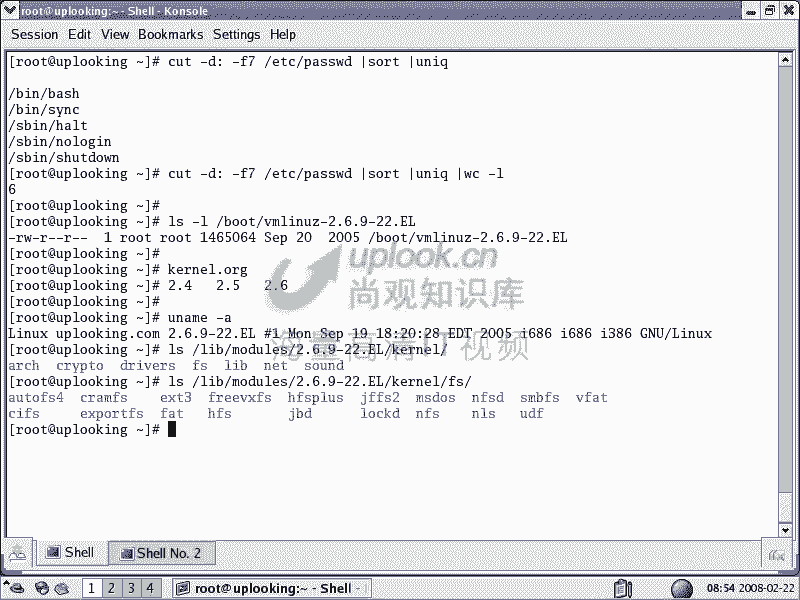 root@uplooking:~ - Shell - Konsole
Session Edit View Bookmarks Settings Help
[root@uplooking ~]# cut -d: -f7 /etc/passwd |sort |uniq
/bin/bash
/bin/sync
/sbin/halt
/sbin/nologin
/sbin/shutdown
[root@uplooking ~]# cut -d: -f7 /etc/passwd |sort |uniq |wc -l
6
[root@uplooking ~]#
[root@uplooking ~]# ls -l /boot/vmlinuz-2.6.9-22.EL
-rw-r--r-- 1 root root 1465064 Sep 20 2005 /boot/vmlinuz-2.6.9-22.EL
[root@uplooking ~]#
[root@uplooking ~]# kernel.org
[root@uplooking ~]# 2.4 2.5 2.6
[root@uplooking ~]#
[root@uplooking ~]# uname -a
Linux uplooking.com 2.6.9-22.EL #1 Mon Sep 19 18:20:28 EDT 2005 i686 i686 i386 GNU/Linux
[root@uplooking ~]# ls /lib/modules/2.6.9-22.EL/kernel/
arch crypto drivers fs lib net sound
[root@uplooking ~]# ls /lib/modules/2.6.9-22.EL/kernel/fs/
autofs4 cramfs ext3 freevxfs hfsplus jffs2 msdos nfsd smbfs vfat
cifs exportfs fat hfs jbd lockd nfs nls udf
[root@uplooking ~]#
uplook.cn
尚观知识库
海量高清IT视频
Shell
Shell No. 2
1 2 3 4
root@uplooking:~ - Shell -
08:54 2008-02-22